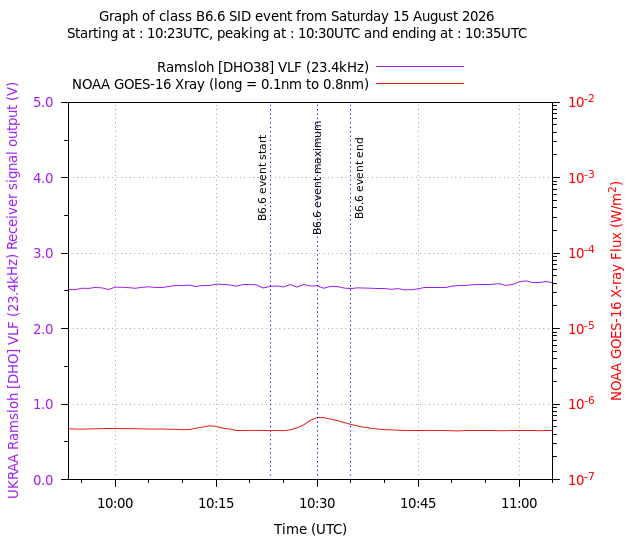 Graph of class B6.6 SID event from Saturday 15 August 2026
Starting at : 10:23UTC, peaking at : 10:30UTC and ending at : 10:35UTC
Ramsloh [DHO38] VLF (23.4kHz)
NOAA GOES-16 Xray (long = 0.1nm to 0.8nm)
UKRAA Ramsloh [DHO] VLF (23.4kHz) Receiver signal output (V)
5.0
4.0
3.0
2.0
1.0
0.0
B6.6 event start
B6.6 event maximum
B6.6 event end
10⁻²
10⁻³
10⁻⁴
10⁻⁵
10⁻⁶
10⁻⁷
NOAA GOES-16 X-ray Flux (W/m²)
10:00
10:15
10:30
10:45
11:00
Time (UTC)